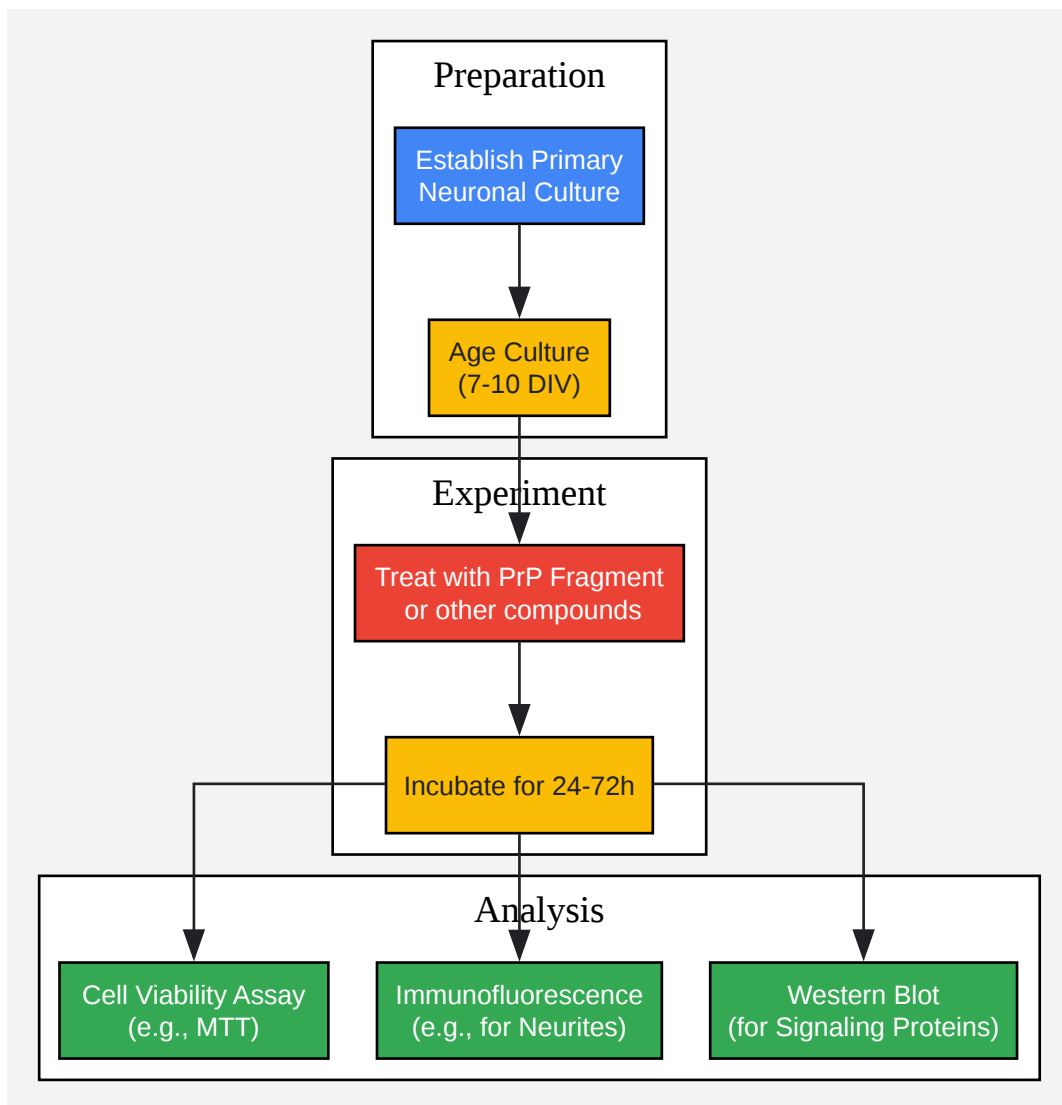 Preparation
Establish Primary
Neuronal Culture
Age Culture
(7-10 DIV)
Experiment
Treat with PrP Fragment
or other compounds
Incubate for 24-72h
Analysis
Cell Viability Assay
(e.g., MTT)
Immunofluorescence
(e.g., for Neurites)
Western Blot
(for Signaling Proteins)